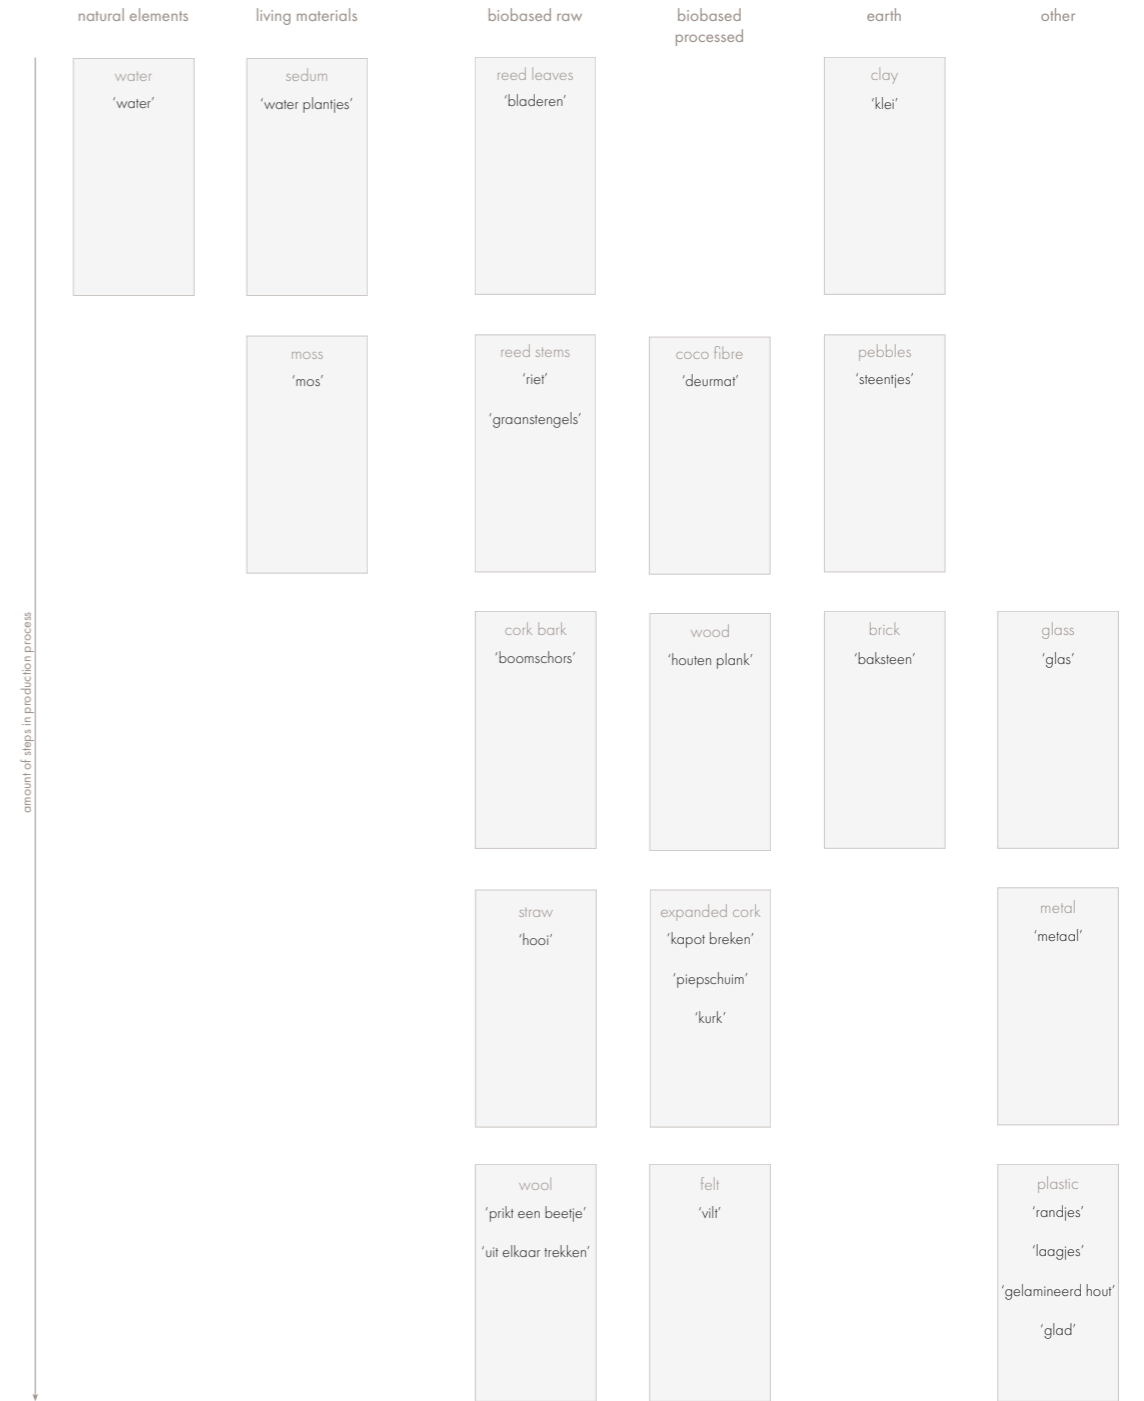 natural elements
living materials
biobased raw
biobased
processed
earth
other
amount of steps in production process
water
‘water’
sedum
‘water plantjes’
reed leaves
‘bladeren’
clay
‘klei’
moss
‘mos’
reed stems
‘riet’
‘graanstengels’
coco fibre
‘deurmat’
pebbles
‘steentjes’
cork bark
‘boomschors’
wood
‘houten plank’
brick
‘baksteen’
glass
‘glas’
straw
‘hooi’
expanded cork
‘kapot breken’
‘piepschuim’
‘kurk’
metal
‘metaal’
wool
‘prikt een beetje’
‘uit elkaar trekken’
felt
‘vilt’
plastic
‘randjes’
‘laagjes’
‘gelamineerd hout’
‘glad’